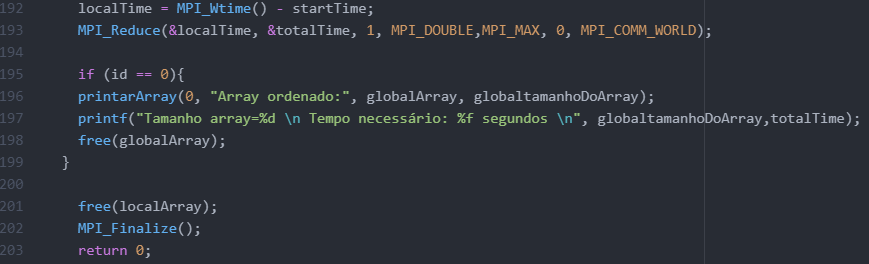 192 localTime = MPI_Wtime() - startTime;
193 MPI_Reduce(&localTime, &totalTime, 1, MPI_DOUBLE,MPI_MAX, 0, MPI_COMM_WORLD);
194
195 if (id == 0){
196 printarArray(0, "Array ordenado:", globalArray, globaltamanhoDoArray);
197 printf("Tamanho array=%d \n Tempo necessário: %f segundos \n", globaltamanhoDoArray,totalTime);
198 free(globalArray);
199 }
200
201 free(localArray);
202 MPI_Finalize();
203 return 0;